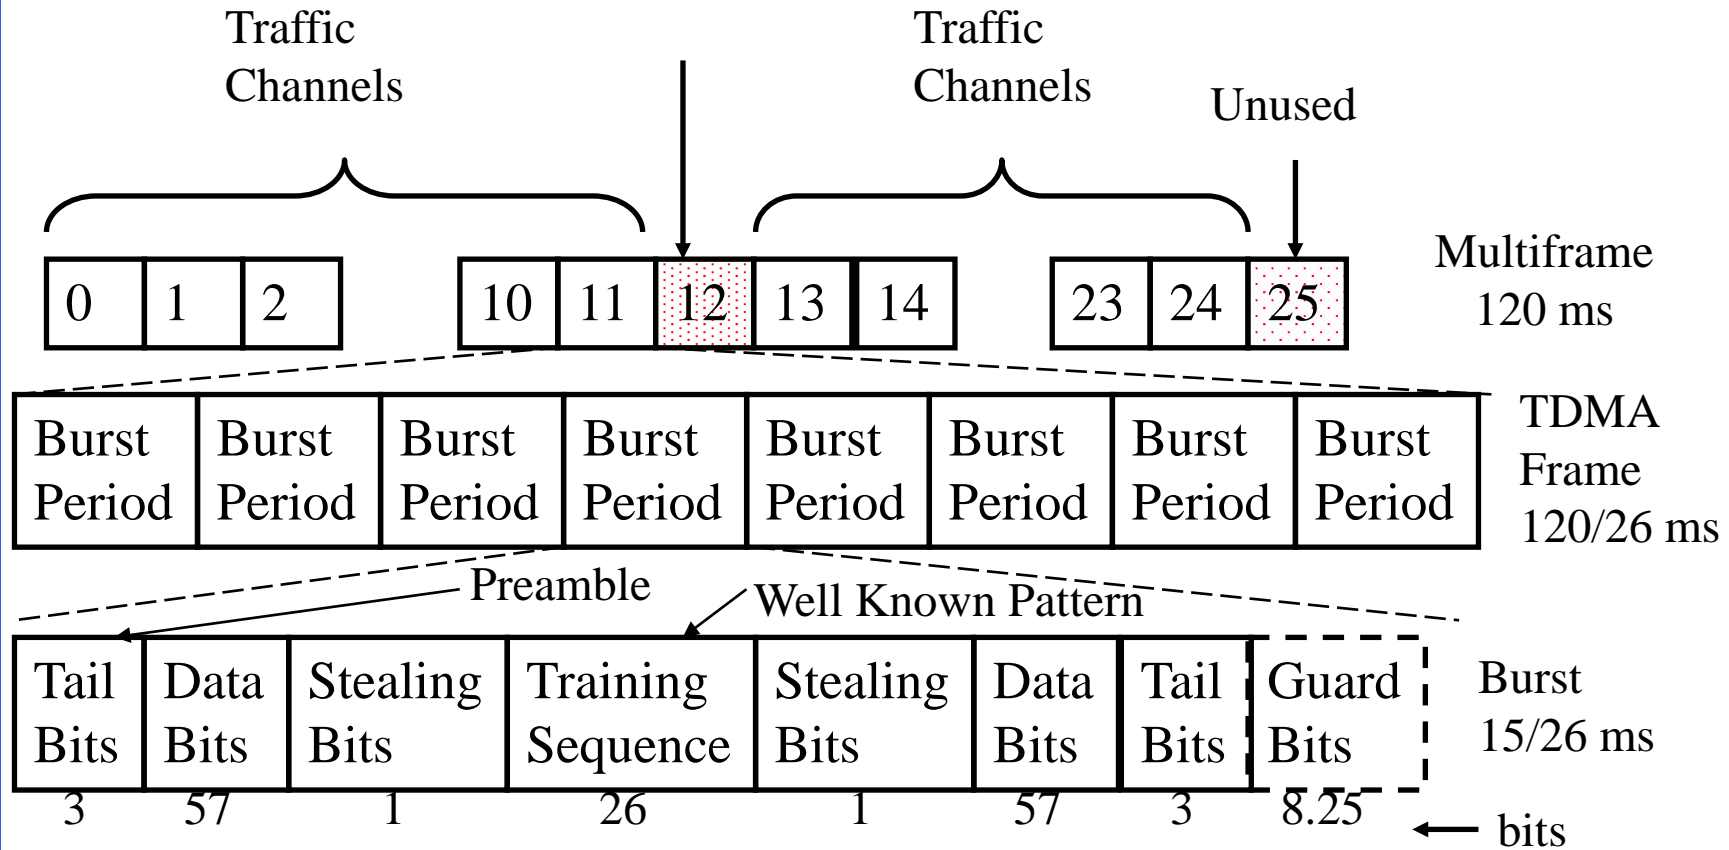 Traffic
Channels
Traffic
Channels
Unused
0 1 2 10 11 12 13 14 23 24 25
Multiframe
120 ms
Burst Burst Burst Burst Burst Burst Burst Burst
Period Period Period Period Period Period Period Period
TDMA
Frame
120/26 ms
Preamble
Well Known Pattern
Tail Data Stealing Training Stealing Data Tail Guard
Bits Bits Bits Sequence Bits Bits Bits Bits
Burst
15/26 ms
3 57 1 26 1 57 3 8.25
bits